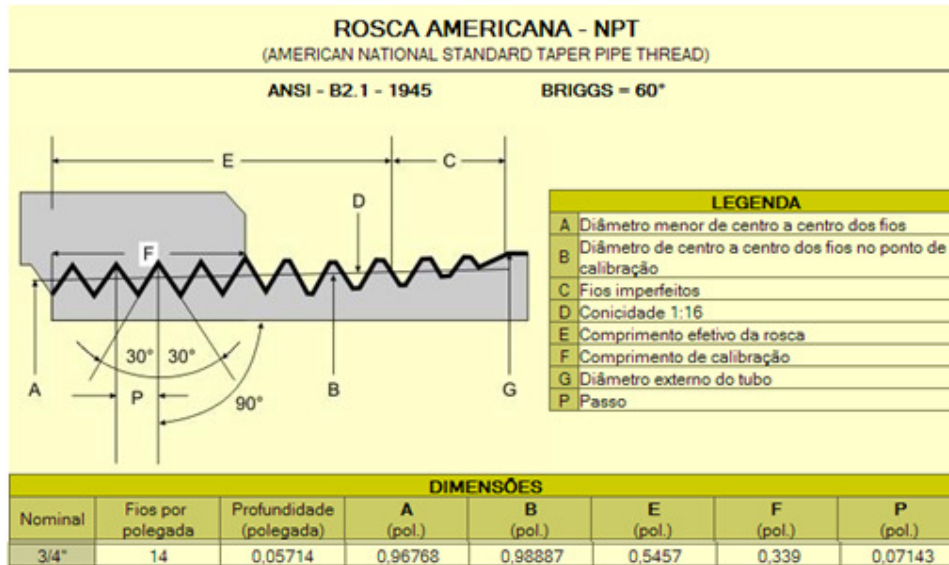 ROSCA AMERICANA - NPT
(AMERICAN NATIONAL STANDARD TAPER PIPE THREAD)
ANSI - B2.1 - 1945 BRIGGS = 60°
E
C
D
F
30° 30°
A
P
90°
B
G
LEGENDA
A Diâmetro menor de centro a centro dos fios
B Diâmetro de centro a centro dos fios no ponto de
calibração
C Fios imperfeitos
D Conicidade 1:16
E Comprimento efetivo da rosca
F Comprimento de calibração
G Diâmetro externo do tubo
P Passo
DIMENSÕES
Nominal Fios por polegada Profundidade (polegada) A (pol.) B (pol.) E (pol.) F (pol.) P (pol.)
3/4" 14 0,05714 0,96768 0,98887 0,5457 0,339 0,07143